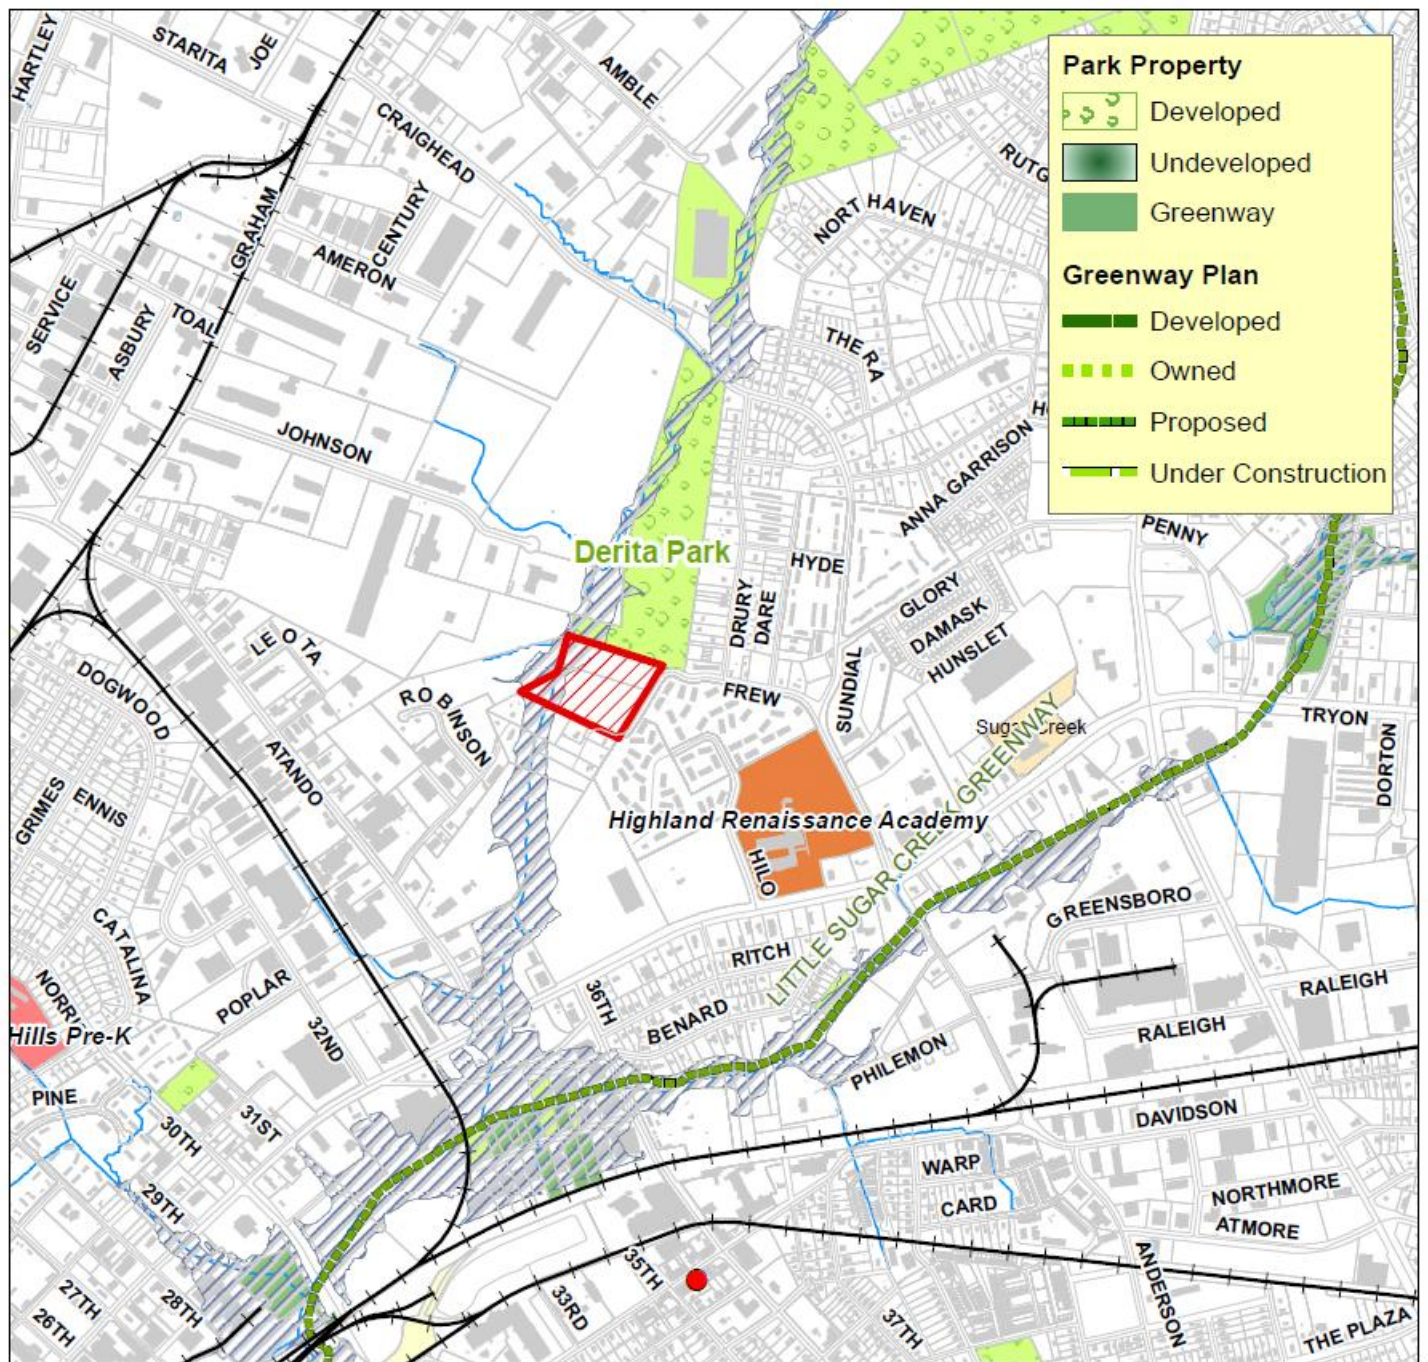 HARTLEY
STARITA
JOE
AMBLE
CRAIGHEAD
Park Property
Developed
Undeveloped
Greenway
Greenway Plan
Developed
Owned
Proposed
Under Construction
RUTG
NORT HAVEN
CENTURY
GRAHAM
AMERON
SERVICE
ASBURY
TOAL
THE RA
JOHNSON
ANNA GARRISON
PENNY
Derita Park
HYDE
DRURY
DARE
GLORY
DAMASK
HUNSLET
LE O TA
DOGWOOD
ROBINSON
FREW
SUNDIAL
TRYON
DORTON
ATANDO
GRIMES
ENNIS
Highland Renaissance Academy
HILO
LITTLE SUGAR CREEK GREENWAY
GREENSBORO
CATALINA
NORRI
POPLAR
32ND
36TH
RITCH
BENARD
RALEIGH
RALEIGH
Hills Pre-K
PHILEMON
PINE
30TH
31ST
DAVIDSON
WARP
CARD
NORTHMORE
ATMORE
29TH
28TH
27TH
26TH
35TH
33RD
37TH
ANDERSON
THE PLAZA